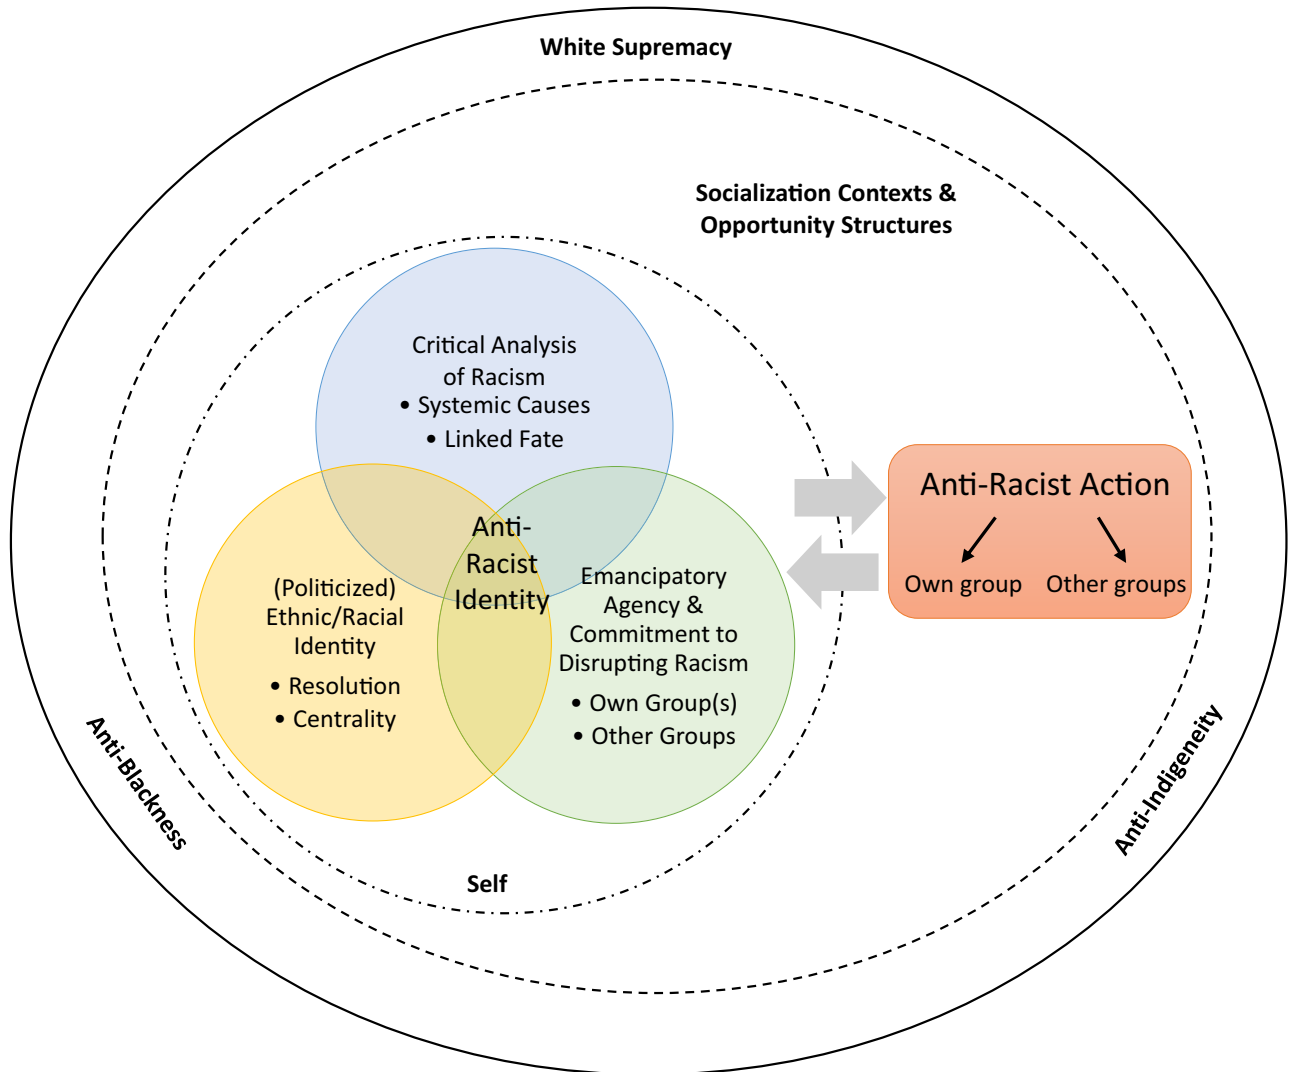 White Supremacy
Socialization Contexts &
Opportunity Structures
Critical Analysis
of Racism
• Systemic Causes
• Linked Fate
Anti-
Racist
Identity
(Politicized)
Ethnic/Racial
Identity
• Resolution
• Centrality
Emancipatory
Agency &
Commitment to
Disrupting Racism
• Own Group(s)
• Other Groups
Anti-Racist Action
Own group
Other groups
Self
Anti-Blackness
Anti-Indigeneity